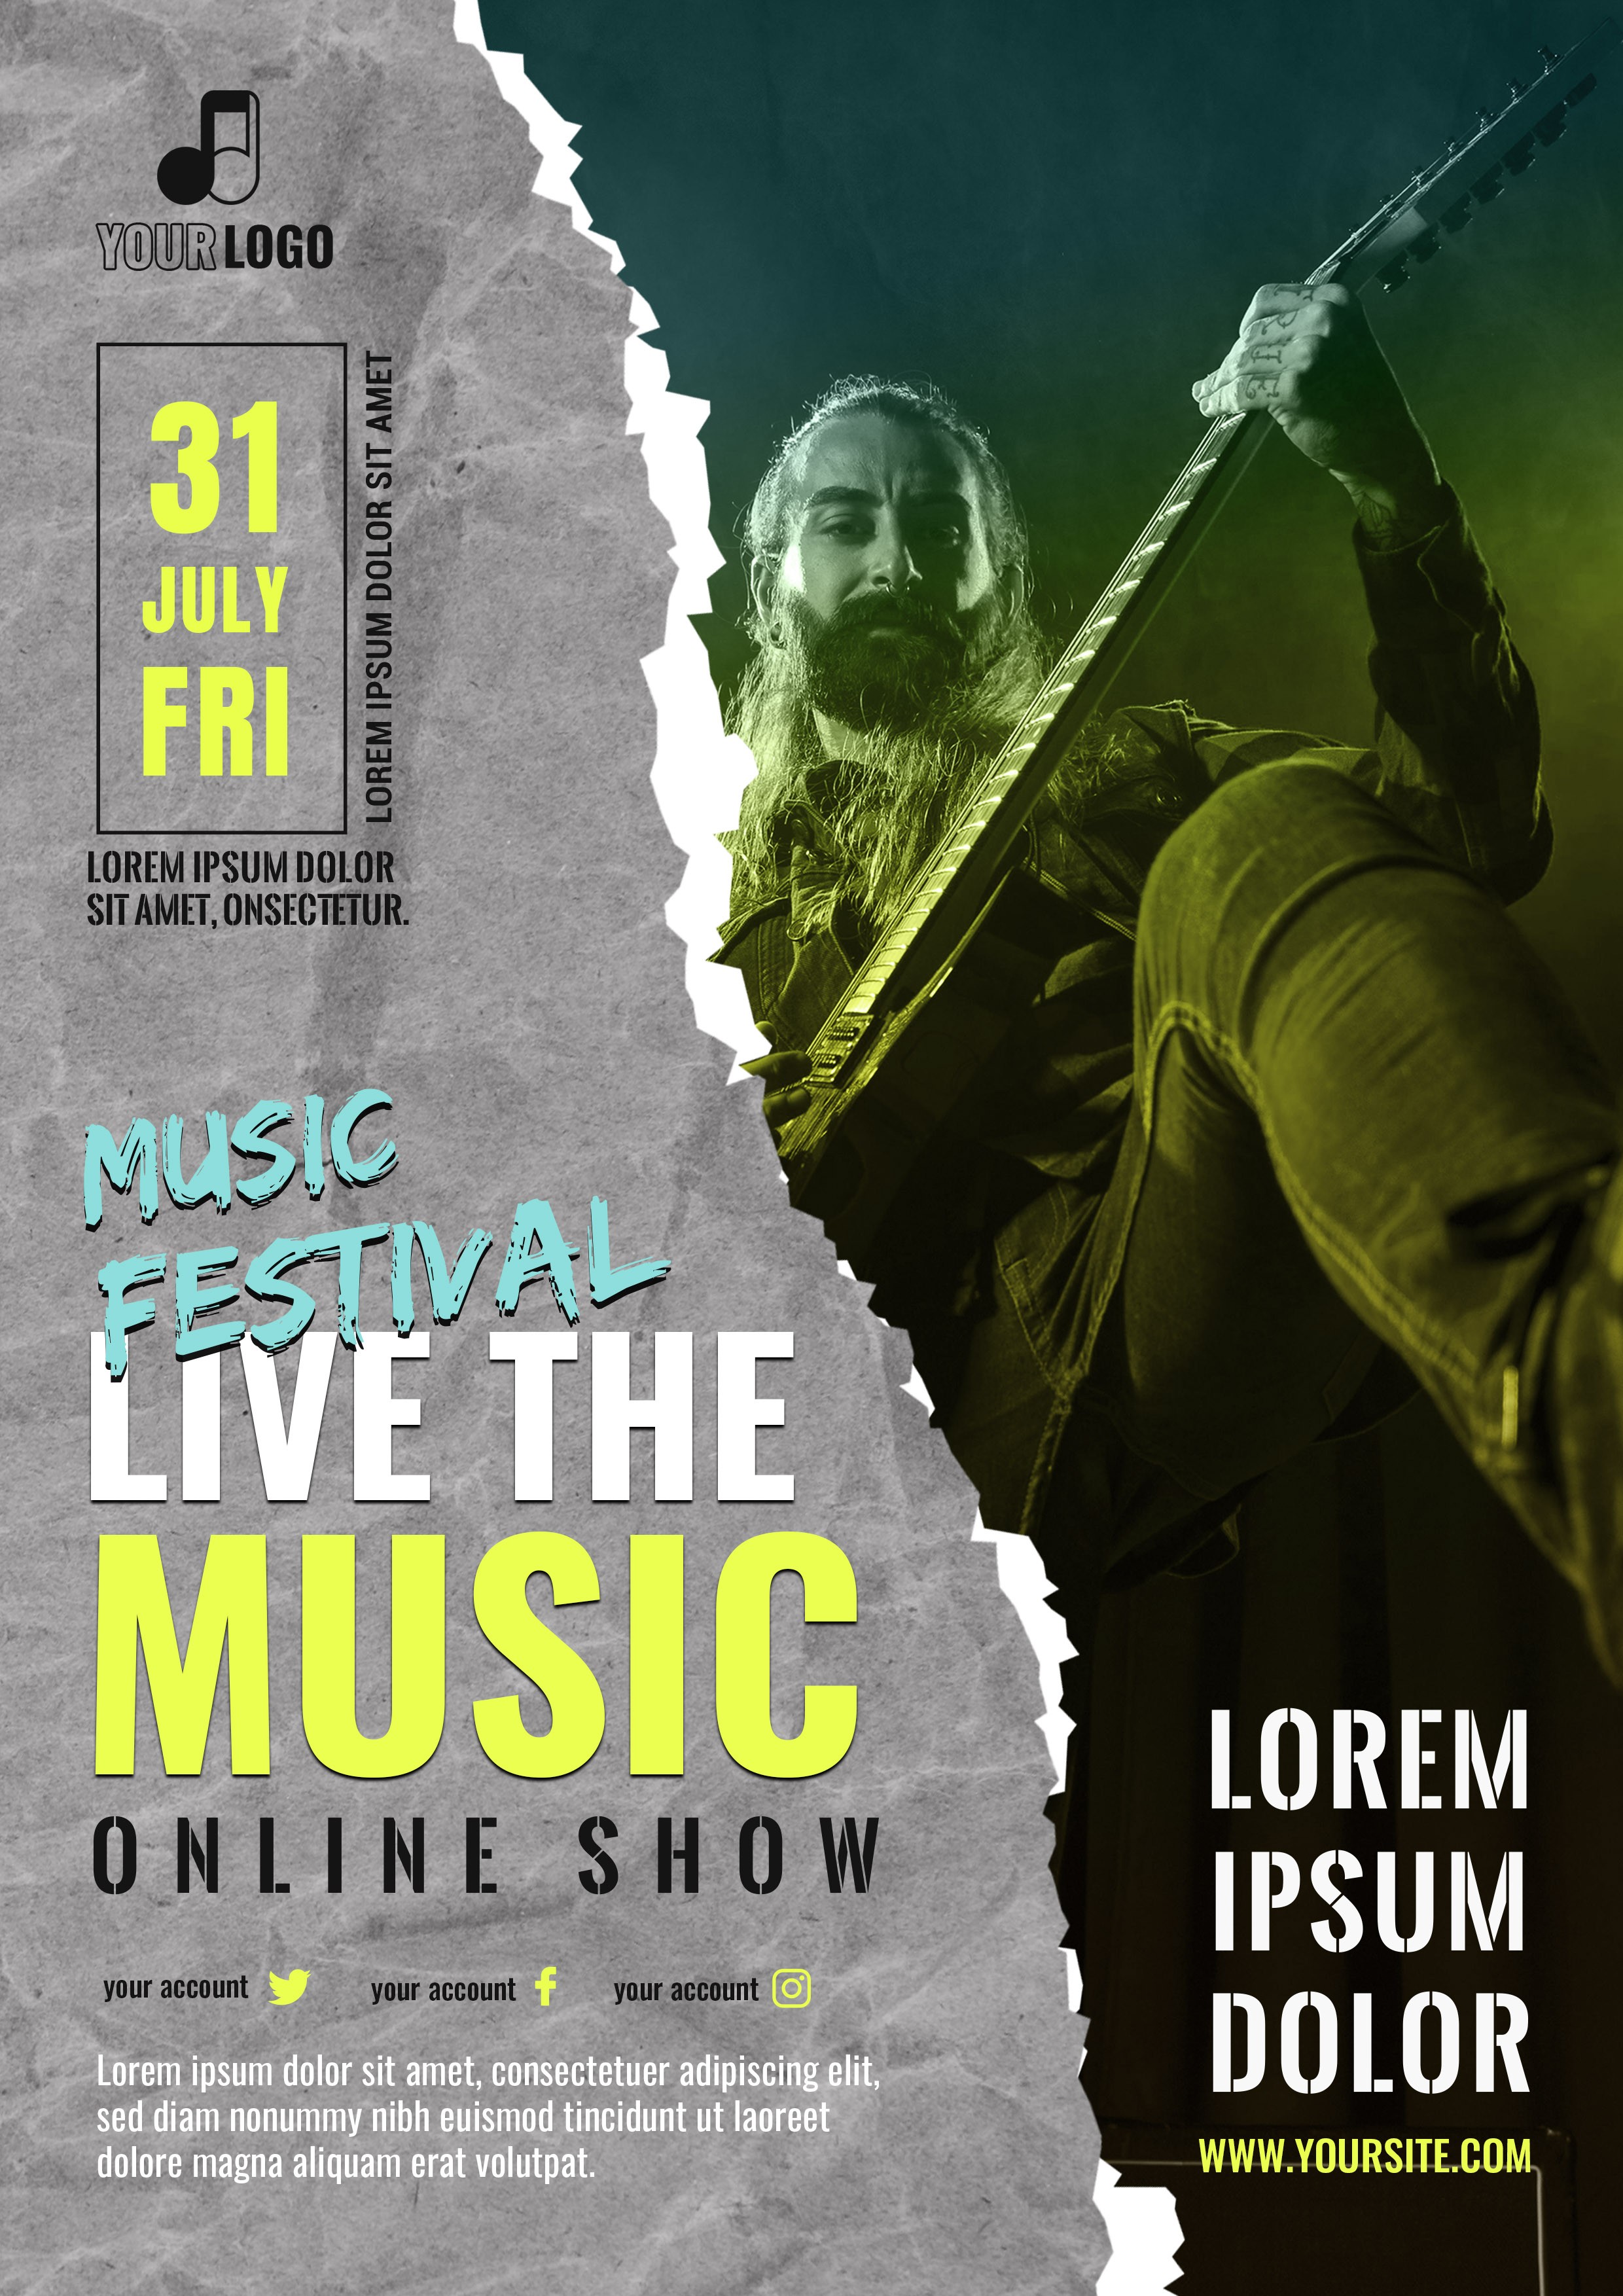 YOUR LOGO
31
JULY
FRI
LOREM IPSUM DOLOR SIT AMET
LOREM IPSUM DOLOR
SIT AMET, ONSECTETUR.
MUSIC
FESTIVAL
LIVE THE
MUSIC
ONLINE SHOW
your account your account your account
Lorem ipsum dolor sit amet, consectetuer adipiscing elit,
sed diam nonummy nibh euismod tincidunt ut laoreet
dolore magna aliquam erat volutpat.
LOREM
IPSUM
DOLOR
WWW.YOURSITE.COM